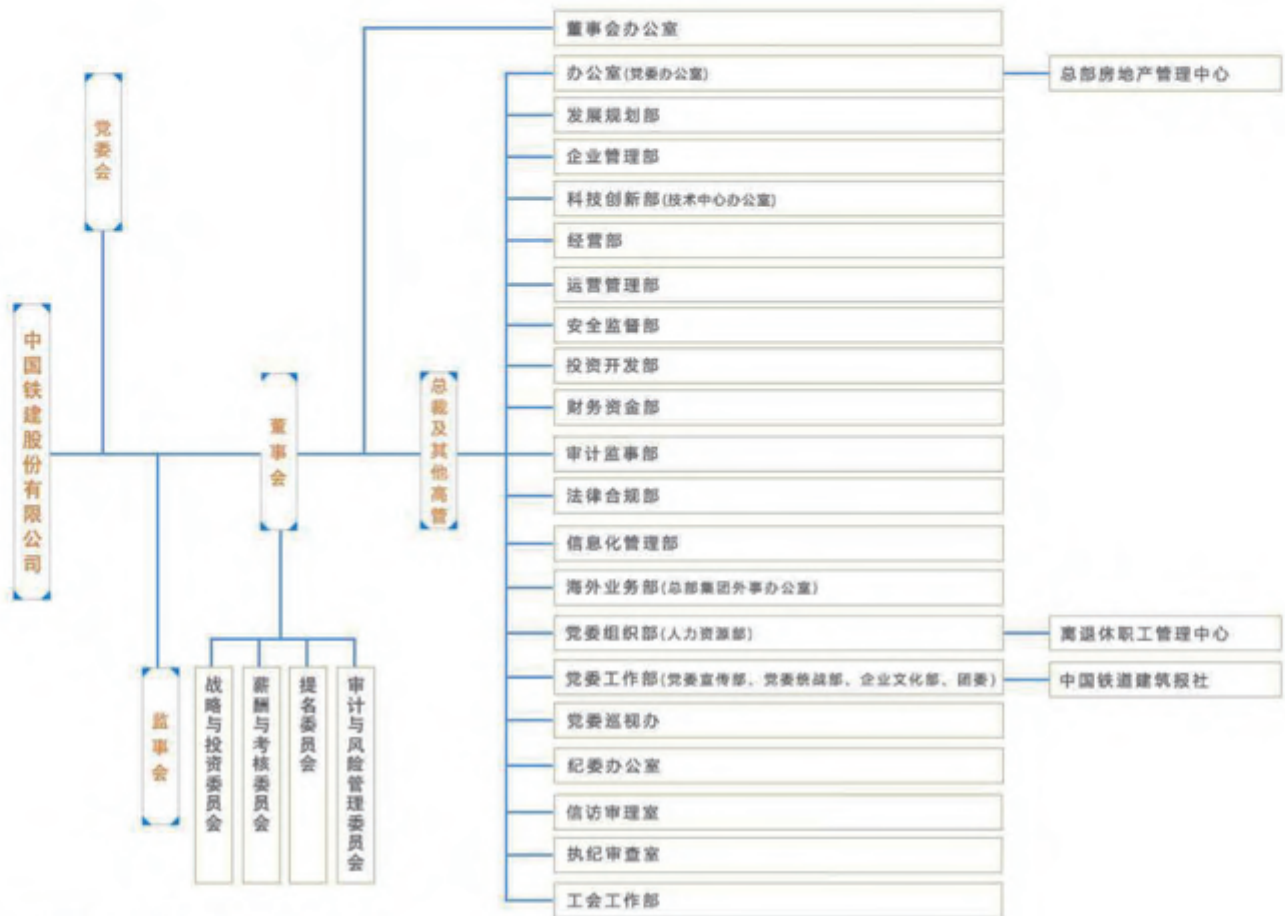 中国铁建股份有限公司
党委会
监事会
董事会
战略与投资委员会
薪酬与考核委员会
提名委员会
审计与风险管理委员会
总裁及其他高管
董事会办公室
办公室(党委办公室)
总部房地产管理中心
发展规划部
企业管理部
科技创新部(技术中心办公室)
经营部
运营管理部
安全监督部
投资开发部
财务资金部
审计监事部
法律合规部
信息化管理部
海外业务部(总部集团外事办公室)
党委组织部(人力资源部)
离退休职工管理中心
党委工作部(党委宣传部、党委统战部、企业文化部、团委)
中国铁道建筑报社
党委巡视办
纪委办公室
信访审理室
执纪审查室
工会工作部